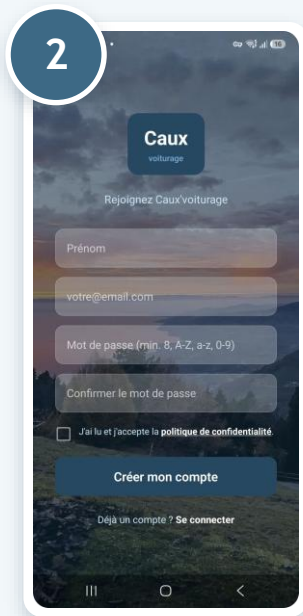 2
36
Caux
voiturage
Rejoignez Caux'voiturage
Prénom
votre@email.com
Mot de passe (min. 8, A-Z, a-z, 0-9)
Confirmer le mot de passe
J'ai lu et j'accepte la politique de confidentialité.
Créer mon compte
Déjà un compte ? Se connecter